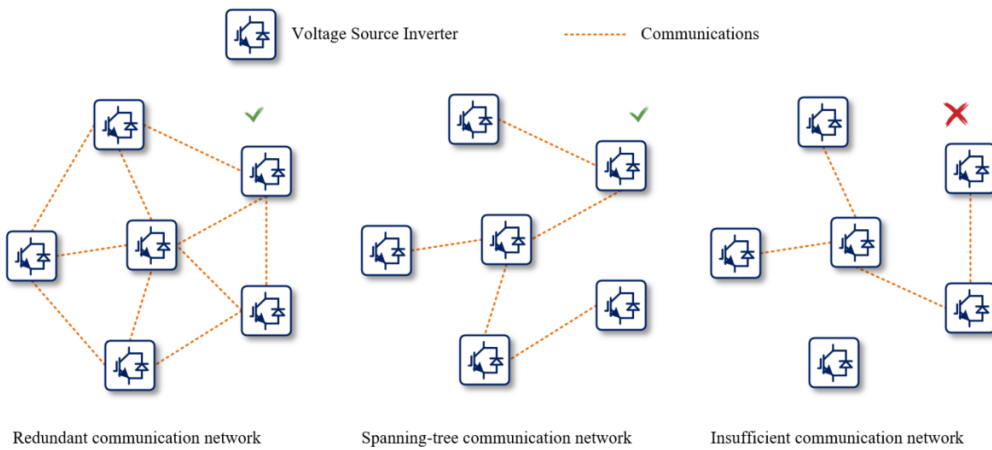 Voltage Source Inverter
Communications
Redundant communication network
Spanning-tree communication network
Insufficient communication network